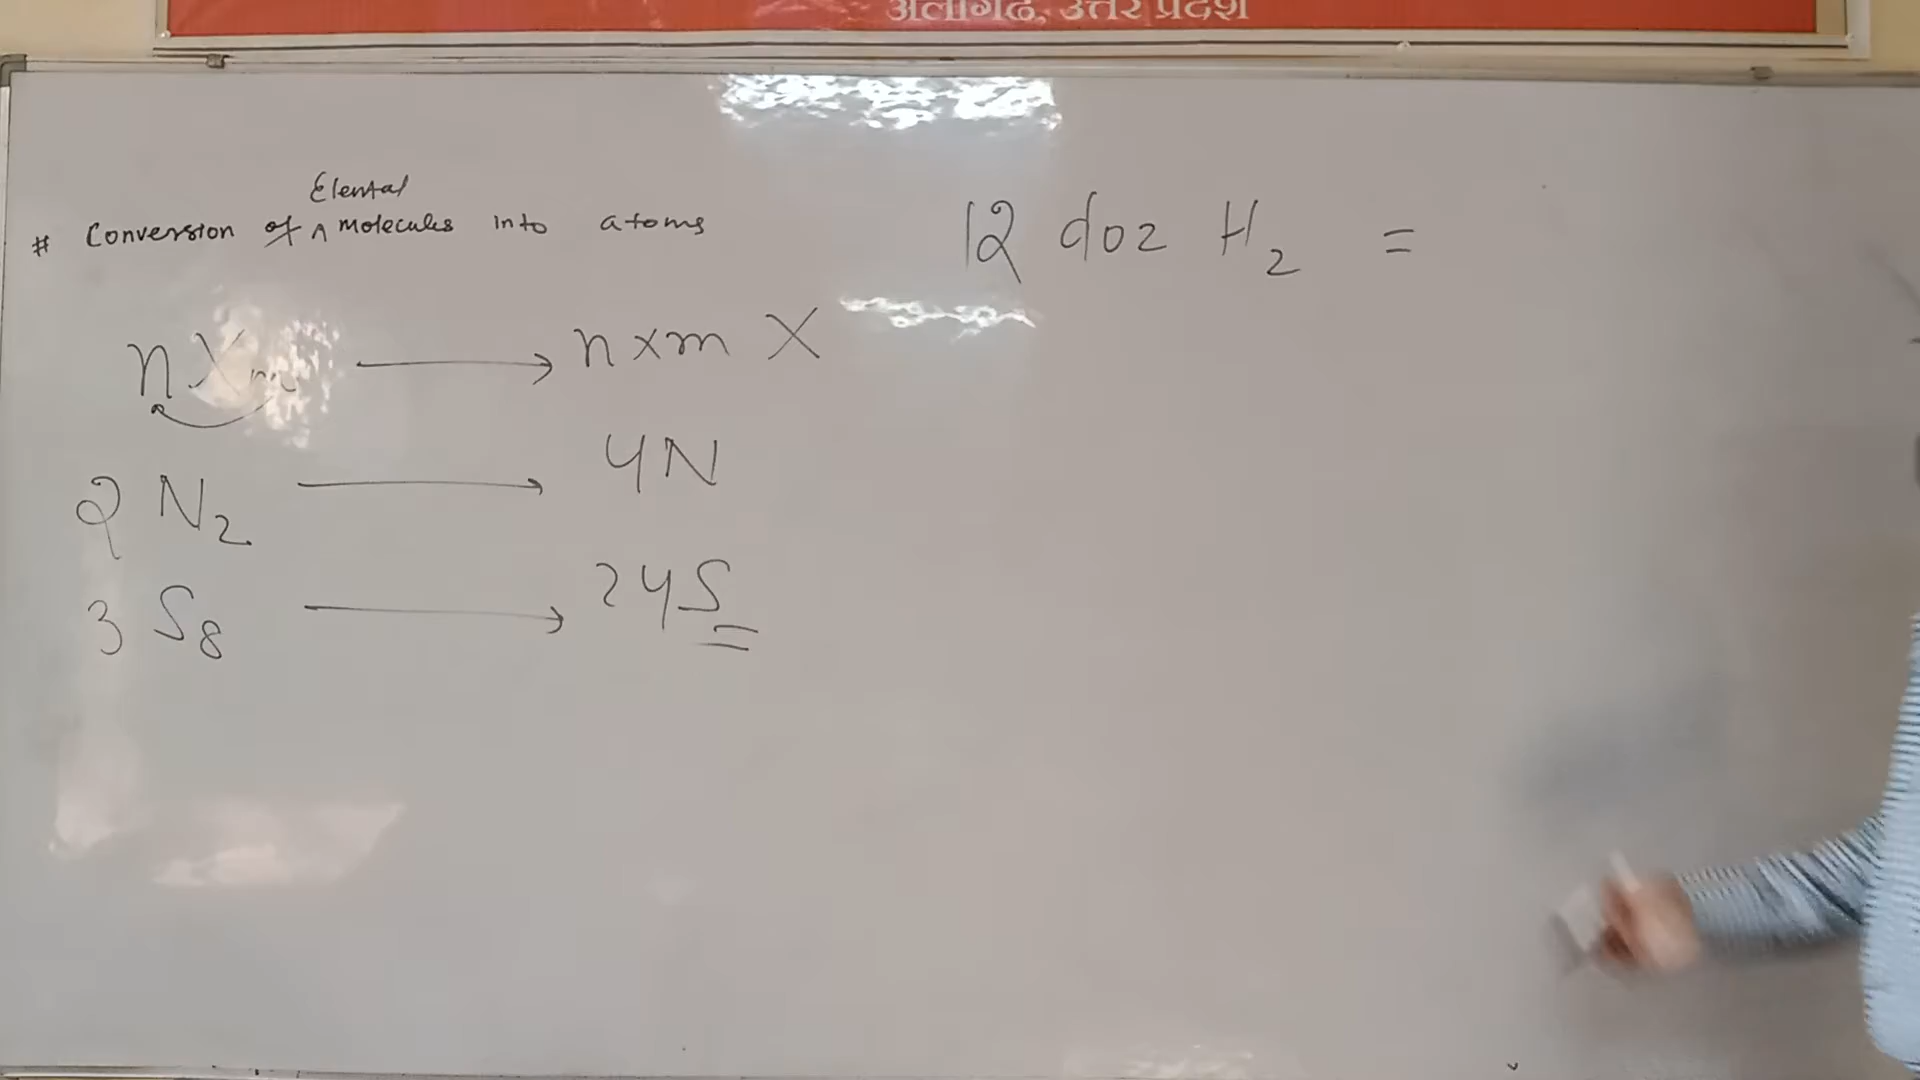 अलीगढ़, उत्तर प्रदेश
Elental
# Conversion of ∧ molecules into atoms
nXm ⟶ n×m X
2 N₂ ⟶ 4N
3 S₈ ⟶ 24S
12 doz H₂ =